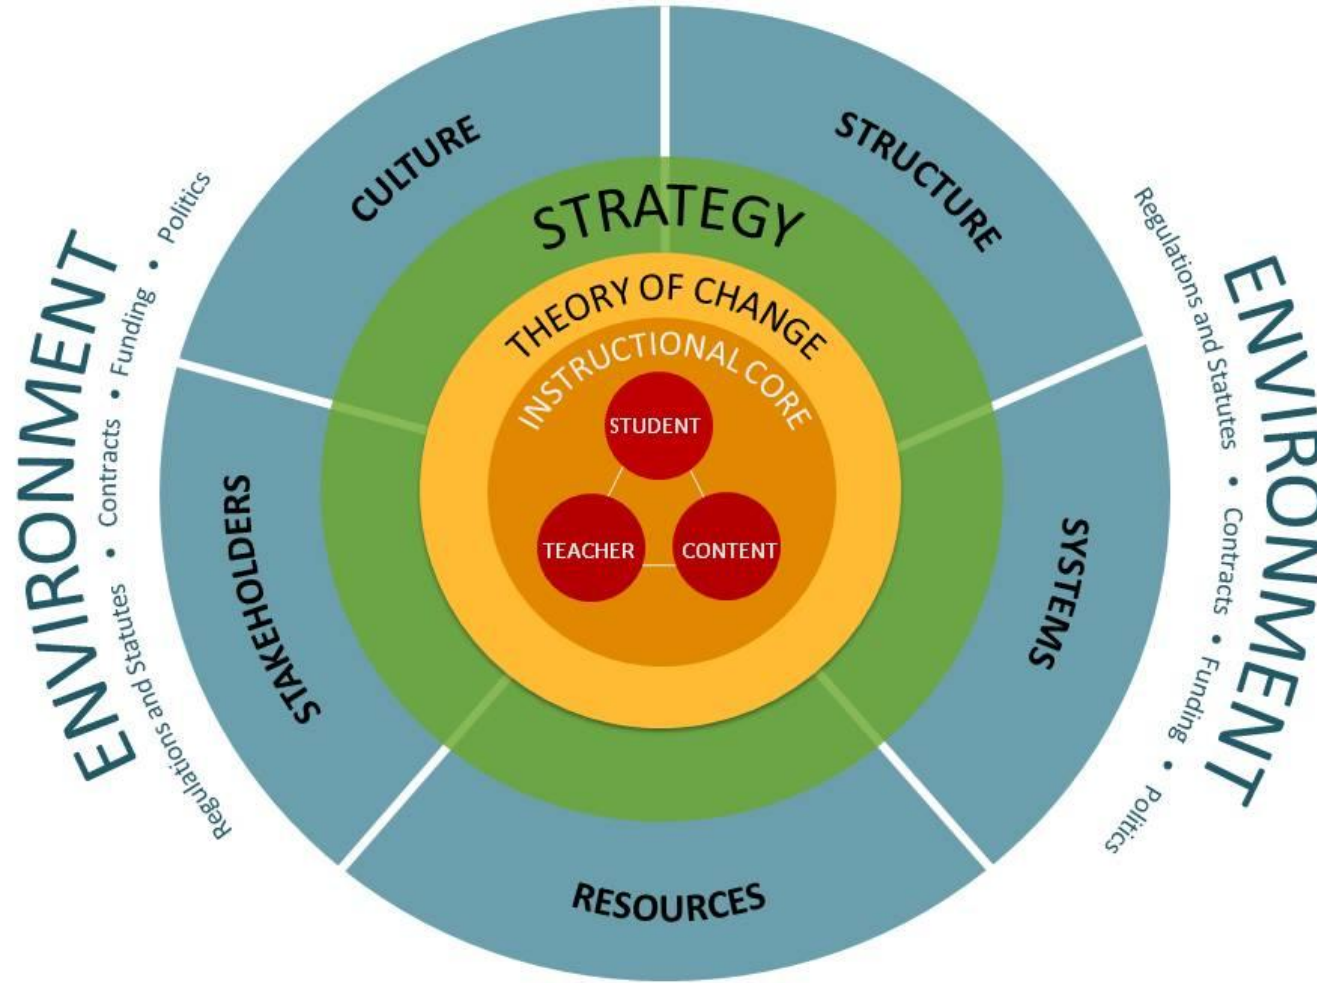 CULTURE
STRUCTURE
STRATEGY
THEORY OF CHANGE
INSTRUCTIONAL CORE
STUDENT
TEACHER
CONTENT
STAKEHOLDERS
SYSTEMS
RESOURCES
ENVIRONMENT
Regulations and Statutes • Contracts • Funding • Politics
ENVIRONMENT
Regulations and Statutes • Contracts • Funding • Politics